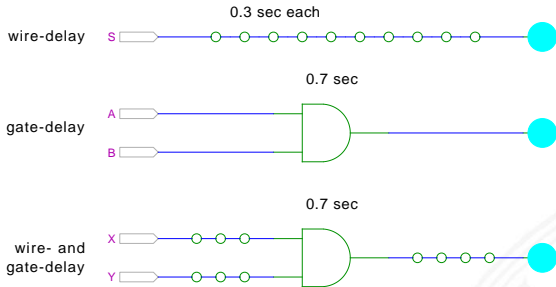 0.3 sec each
wire-delay
S
0.7 sec
A
gate-delay
B
0.7 sec
X
wire- and
gate-delay
Y